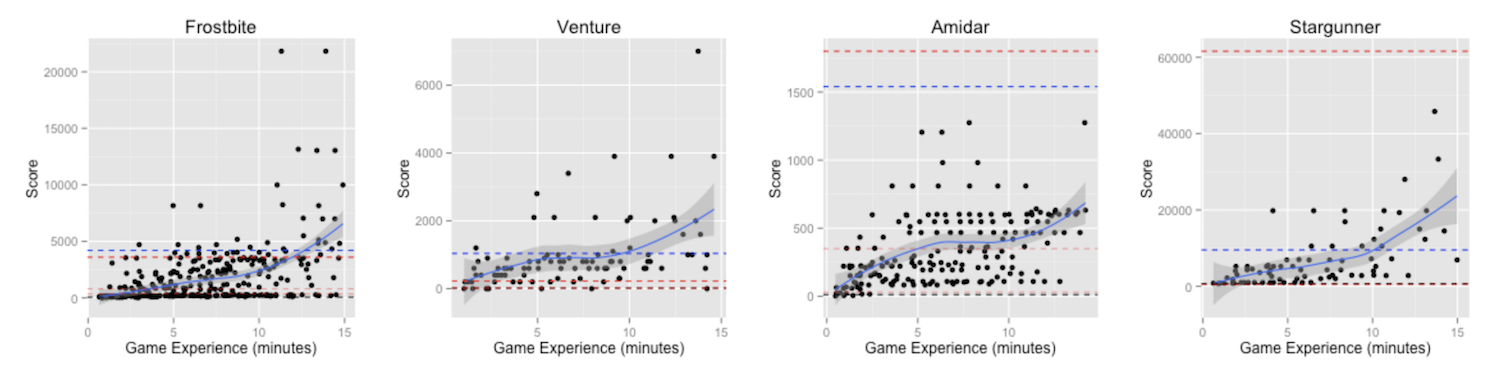 Frostbite
Score
20000
15000
10000
5000
0
0 5 10 15
Game Experience (minutes)
Venture
Score
6000
4000
2000
0
5 10 15
Game Experience (minutes)
Amidar
Score
1500
1000
500
0
0 5 10
Game Experience (minutes)
Stargunner
Score
60000
40000
20000
0
0 5 10 15
Game Experience (minutes)